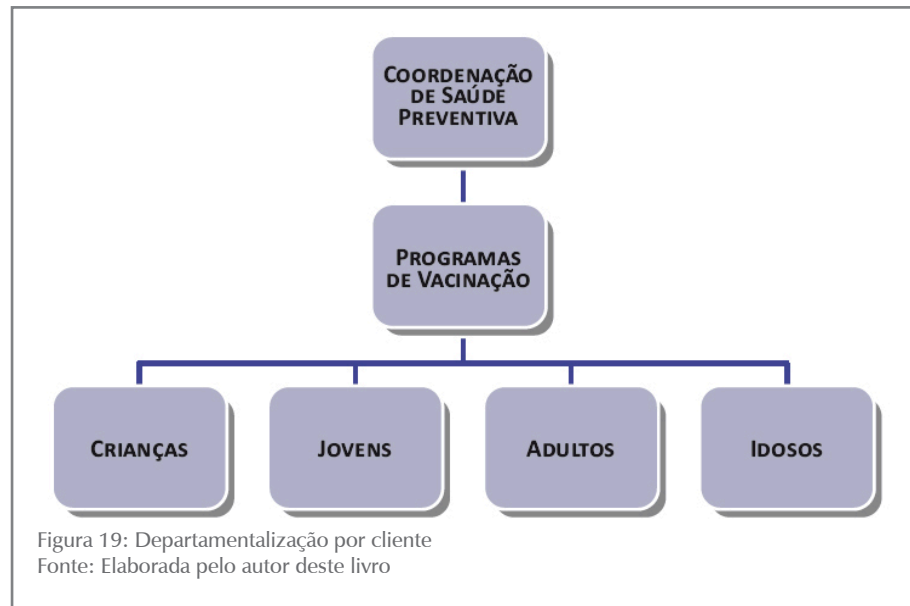 COORDENAÇÃO
DE SAÚDE
PREVENTIVA
PROGRAMAS
DE VACINAÇÃO
CRIANÇAS
JOVENS
ADULTOS
IDOSOS
Figura 19: Departamentalização por cliente
Fonte: Elaborada pelo autor deste livro